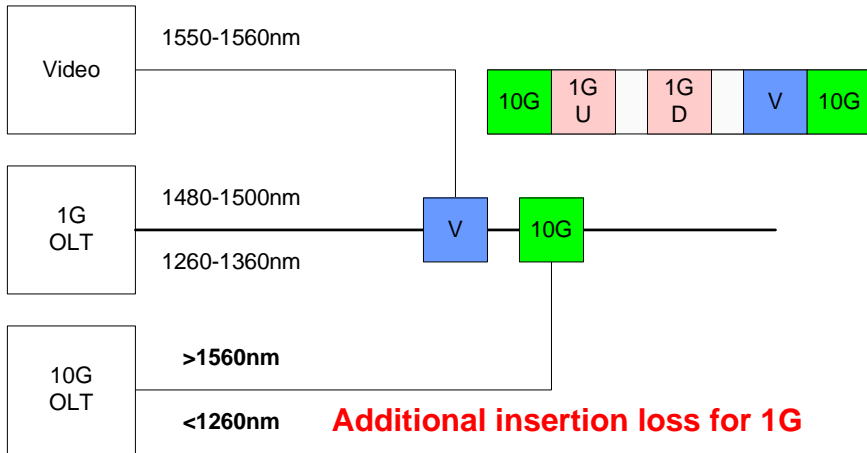 Video
1550-1560nm
10G
1G
U
1G
D
V
10G
1G
OLT
1480-1500nm
1260-1360nm
V
10G
10G
OLT
>1560nm
<1260nm
Additional insertion loss for 1G